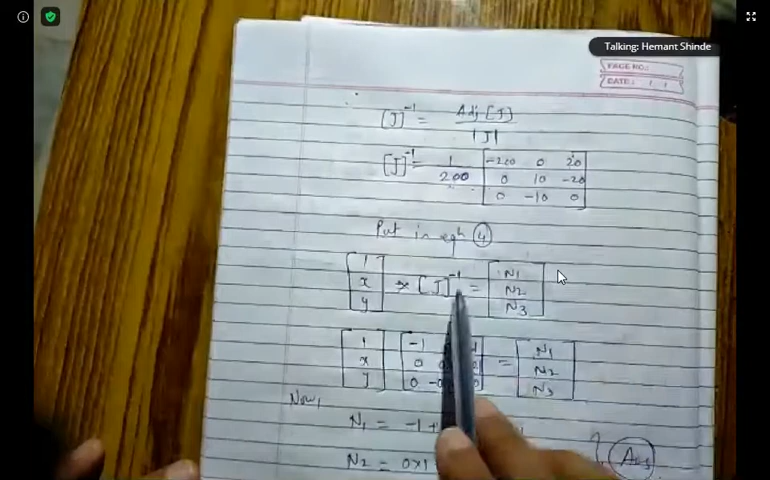 Talking: Hemant Shinde
PAGE NO.:
DATE: / /
[J]⁻¹ = Adj [J] / |J|
[J]⁻¹ = 1/200 [-200 0 20
0 10 -20
0 -10 0]
Put in eqn (4)
[1 x y] * [J]⁻¹ = [N1 N2 N3]
[1 x y] [-1
0
0 = [N1 N2 N3]
Now,
N1 = -1 +
N2 = 0x1
Ans